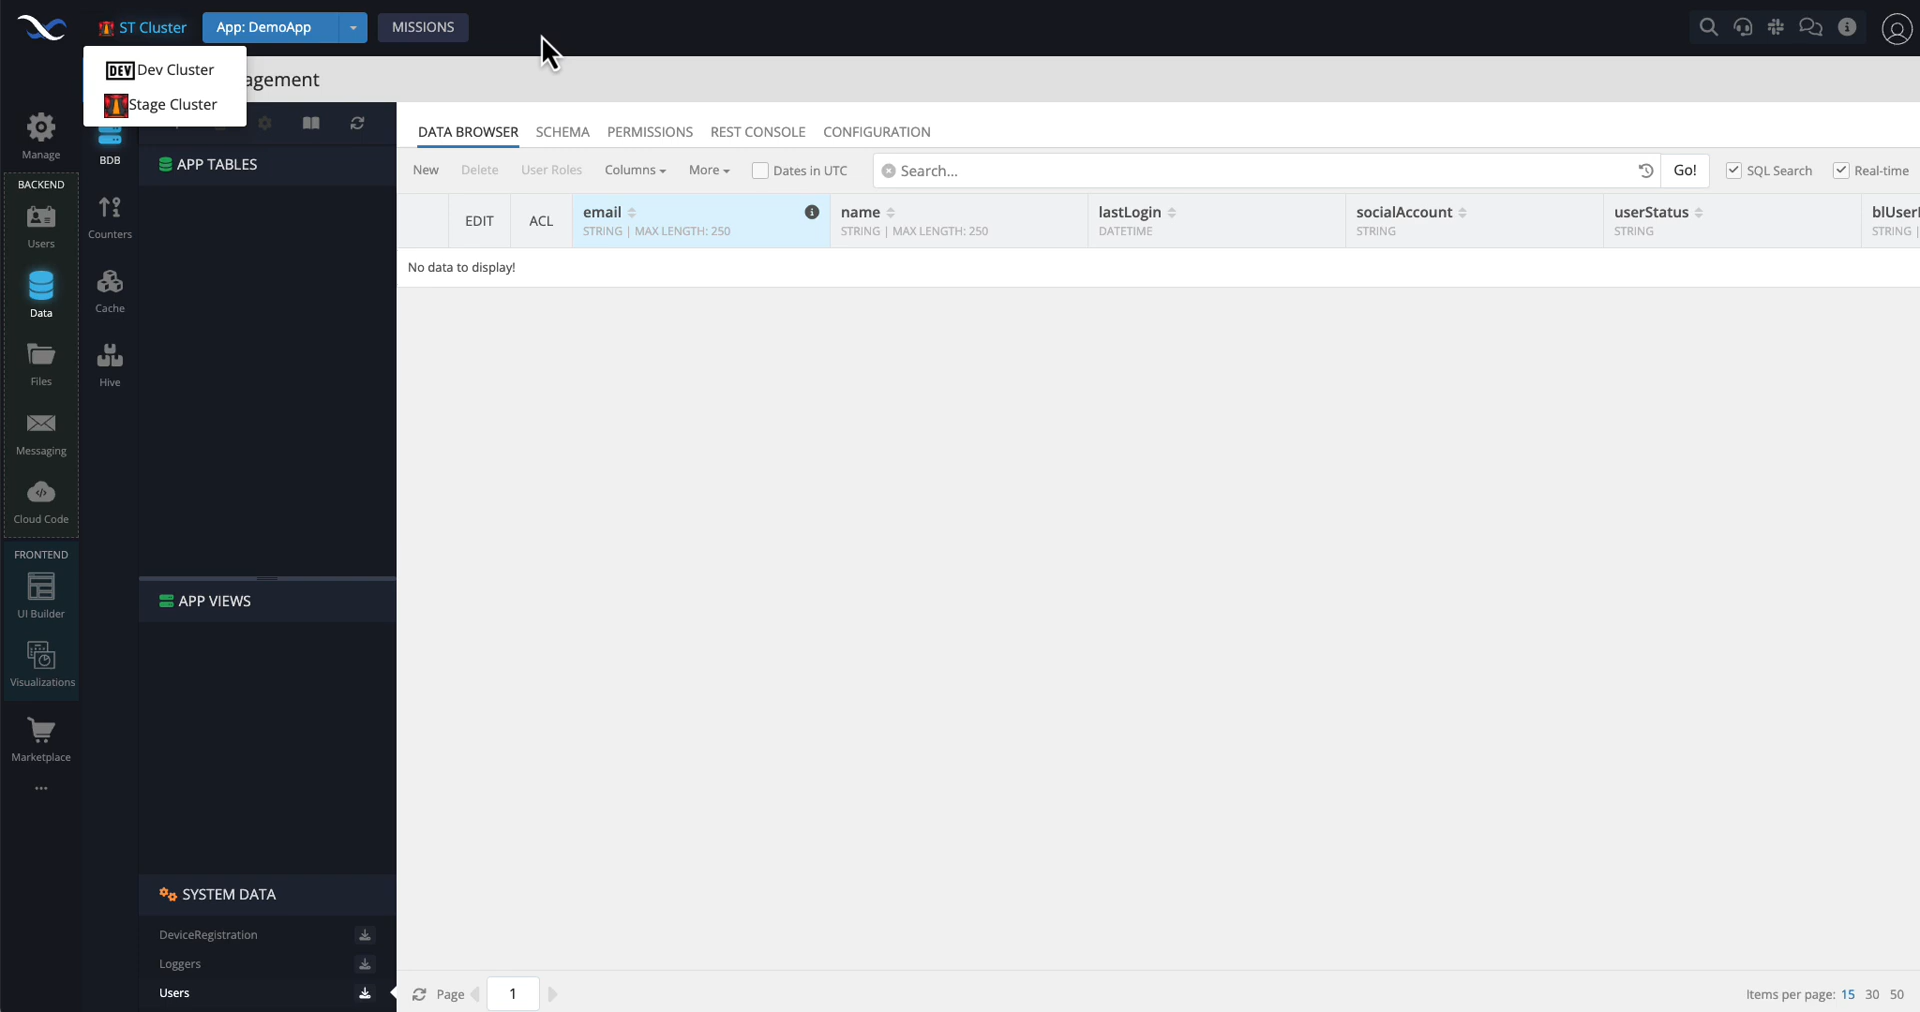 ST Cluster
App: DemoApp
MISSIONS
DEV Dev Cluster
Stage Cluster
agement
Manage
BACKEND
Users
Data
Files
Messaging
Cloud Code
FRONTEND
UI Builder
Visualizations
Marketplace
...
BDB
Counters
Cache
Hive
APP TABLES
APP VIEWS
SYSTEM DATA
DeviceRegistration
Loggers
Users
DATA BROWSER SCHEMA PERMISSIONS REST CONSOLE CONFIGURATION
New Delete User Roles Columns More Dates in UTC Search... Go! SQL Search Real-time
EDIT
ACL
email
STRING | MAX LENGTH: 250
name
STRING | MAX LENGTH: 250
lastLogin
DATETIME
socialAccount
STRING
userStatus
STRING
blUserI
STRING |
No data to display!
Page 1
Items per page: 15 30 50